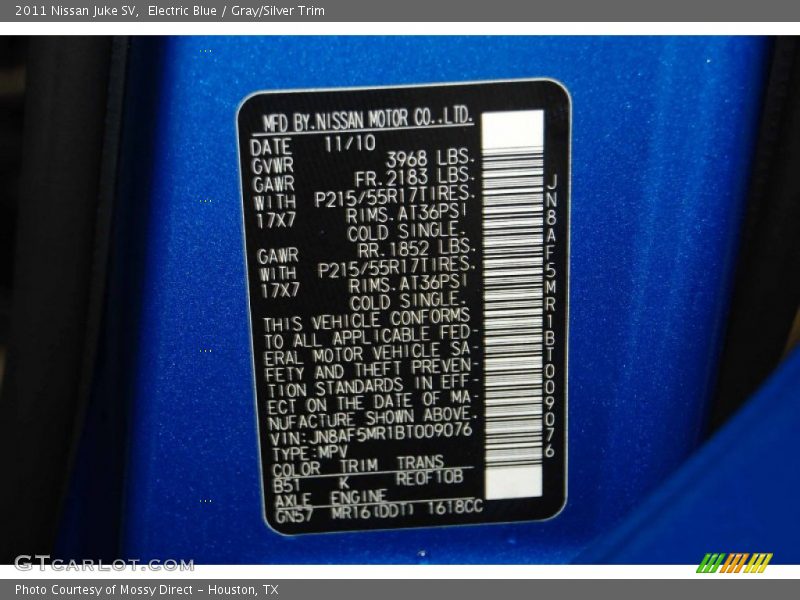 2011 Nissan Juke SV,  Electric Blue / Gray/Silver Trim
MFD BY.NISSAN MOTOR CO.,LTD.
DATE 11/10
GVWR 3968 LBS.
GAWR FR.2183 LBS.
WITH P215/55R17TIRES.
17X7 RIMS.AT36PSI
COLD SINGLE.
GAWR RR.1852 LBS.
WITH P215/55R17TIRES.
17X7 RIMS.AT36PSI
COLD SINGLE.
THIS VEHICLE CONFORMS
TO ALL APPLICABLE FED-
ERAL MOTOR VEHICLE SA-
FETY AND THEFT PREVEN-
TION STANDARDS IN EFF-
ECT ON THE DATE OF MA-
NUFACTURE SHOWN ABOVE.
VIN:JN8AF5MR1BT009076
TYPE:MPV
COLOR TRIM TRANS
B51 K RE0F10B
AXLE ENGINE
GN57 MR16(DDT) 1618CC
JN8AF5MR1BT009076
GTCarlot.com
Photo Courtesy of Mossy Direct - Houston, TX